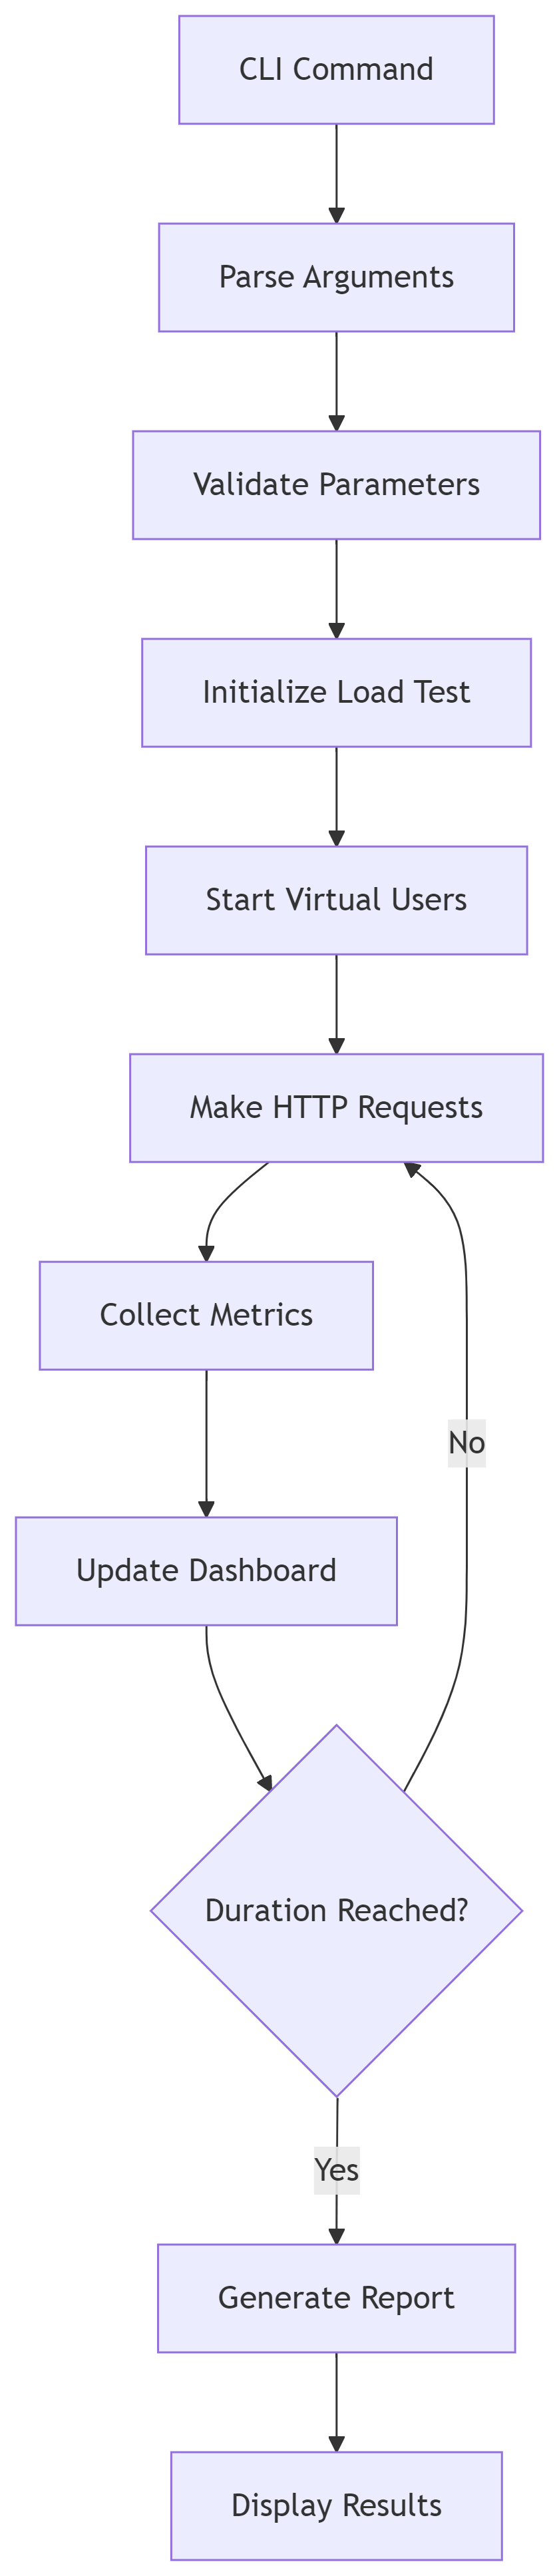 CLI Command
Parse Arguments
Validate Parameters
Initialize Load Test
Start Virtual Users
Make HTTP Requests
Collect Metrics
No
Update Dashboard
Duration Reached?
Yes
Generate Report
Display Results